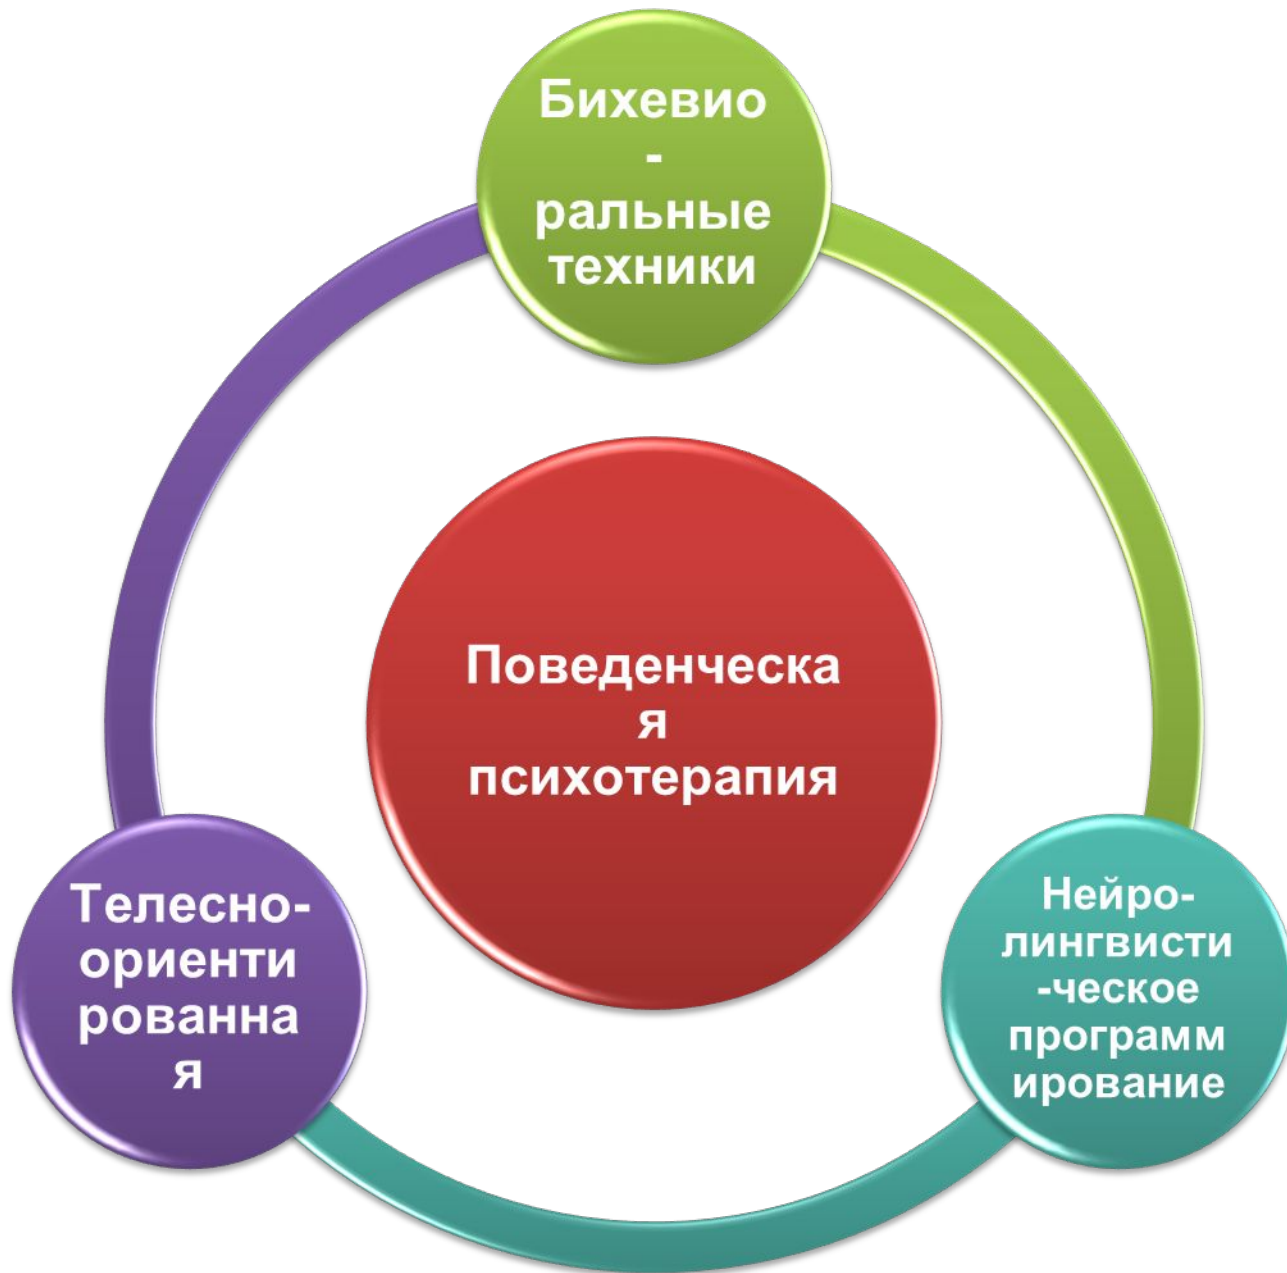 Бихевио
-
ральные
техники
Поведенческа
я
психотерапия
Телесно-
ориенти
рованна
я
Нейро-
лингвисти
-ческое
программ
ирование